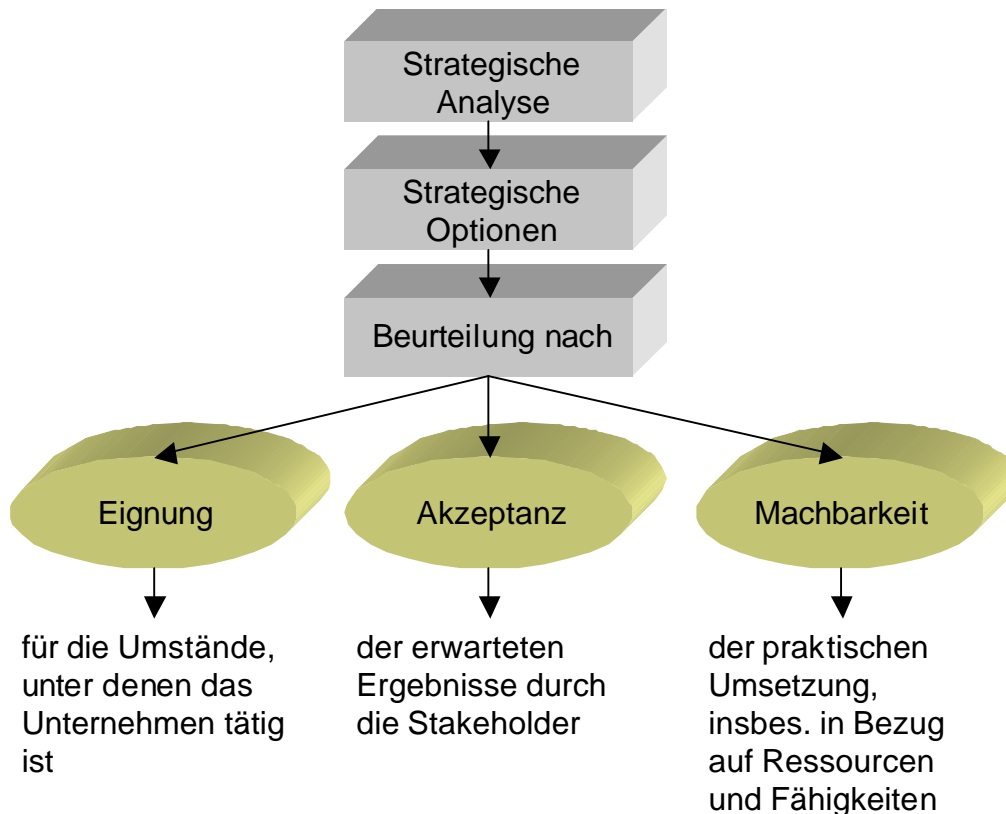 Strategische
Analyse
Strategische
Optionen
Beurteilung nach
Eignung
Akzeptanz
Machbarkeit
für die Umstände,
unter denen das
Unternehmen tätig
ist
der erwarteten
Ergebnisse durch
die Stakeholder
der praktischen
Umsetzung,
insbes. in Bezug
auf Ressourcen
und Fähigkeiten